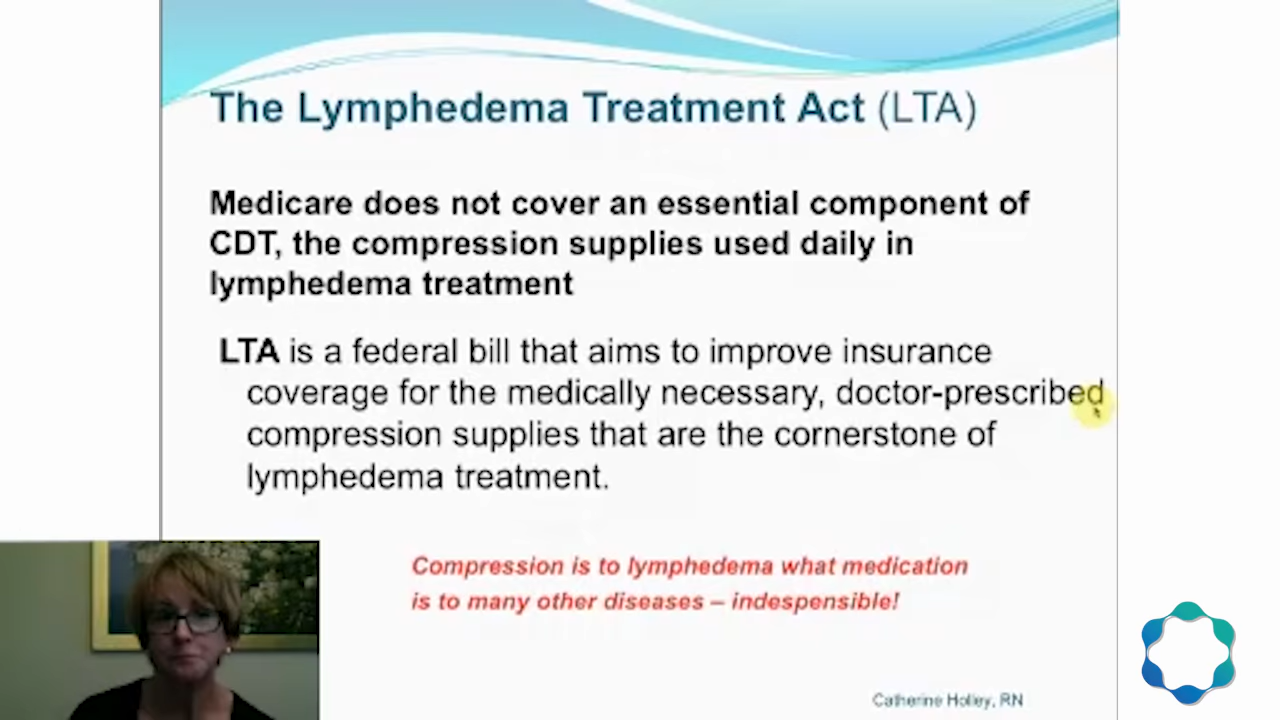 The Lymphedema Treatment Act (LTA)
Medicare does not cover an essential component of
CDT, the compression supplies used daily in
lymphedema treatment
LTA is a federal bill that aims to improve insurance
coverage for the medically necessary, doctor-prescribed
compression supplies that are the cornerstone of
lymphedema treatment.
Compression is to lymphedema what medication
is to many other diseases – indespensible!
Catherine Holley, RN